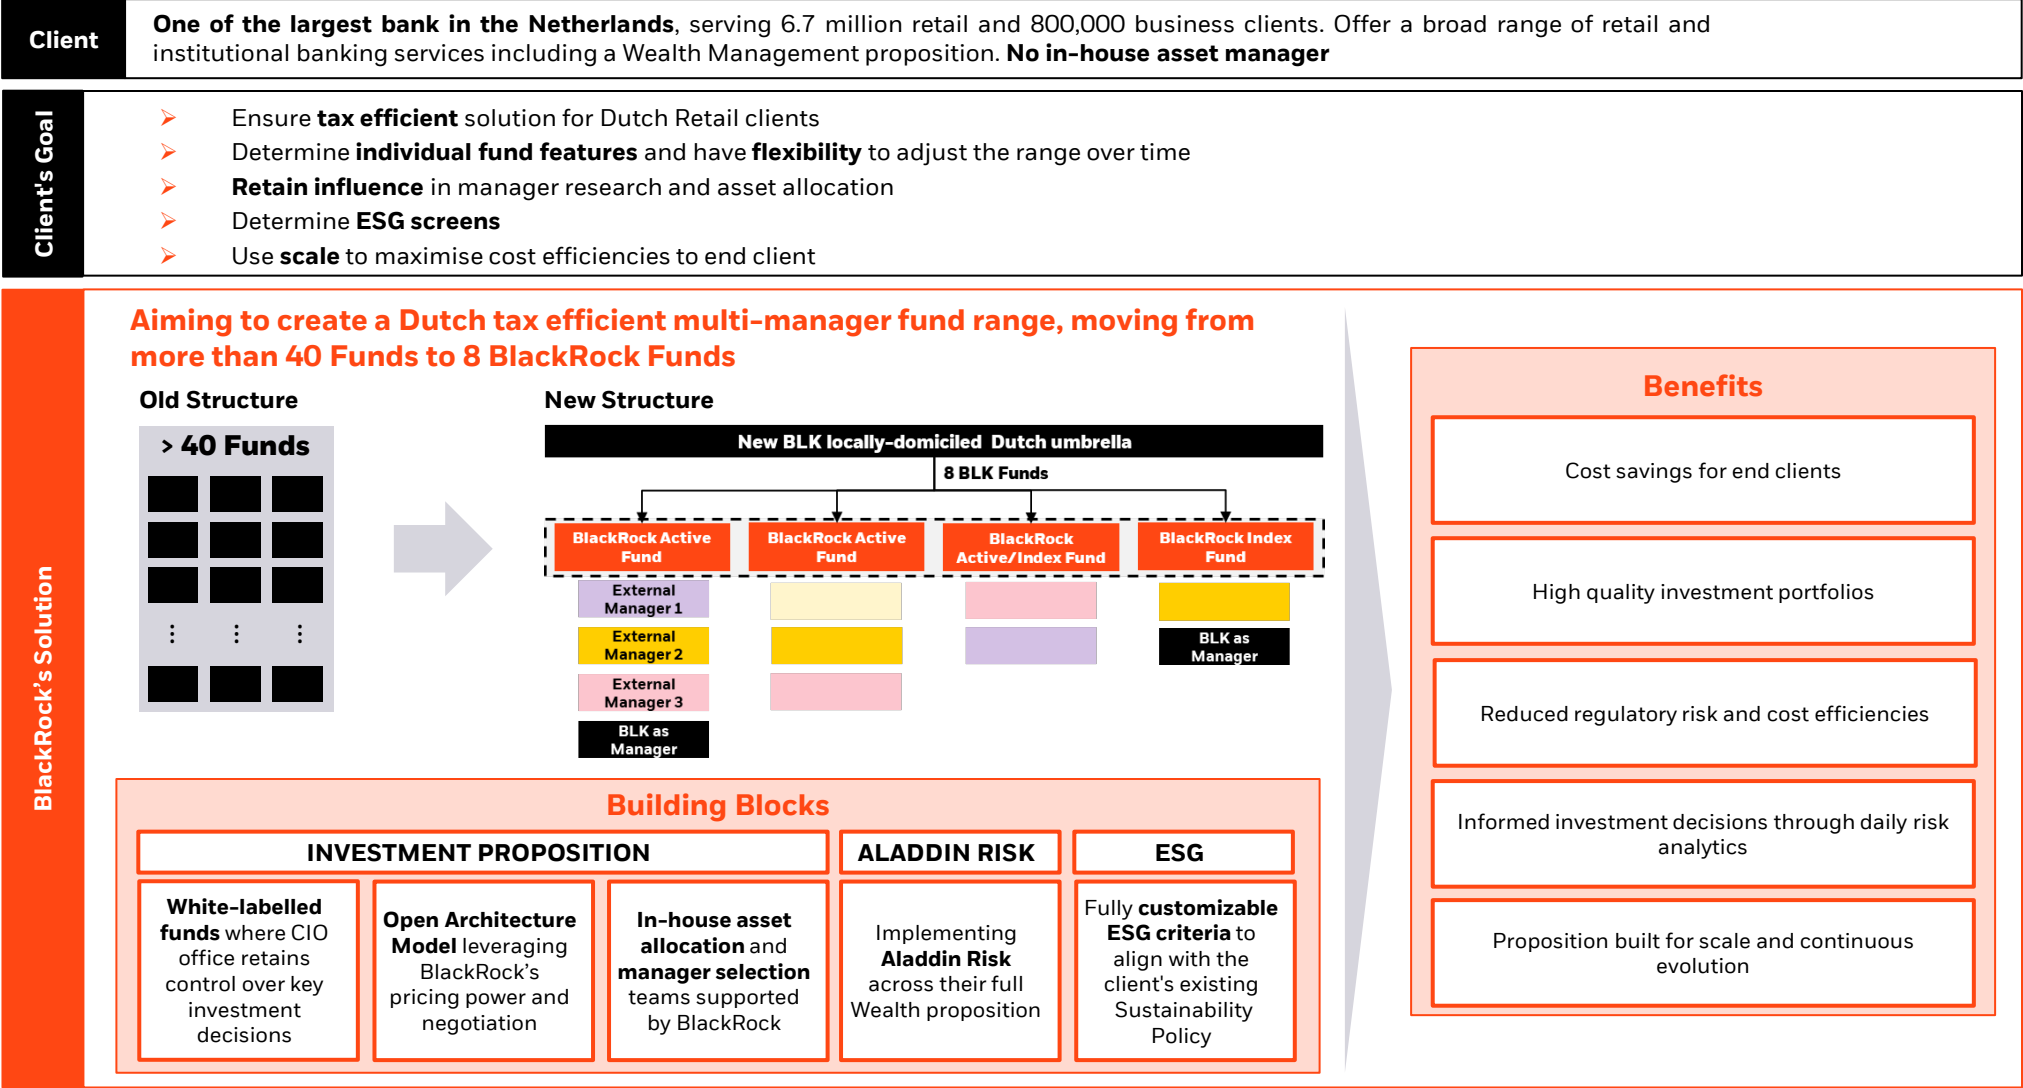 Client
One of the largest bank in the Netherlands, serving 6.7 million retail and 800,000 business clients. Offer a broad range of retail and
institutional banking services including a Wealth Management proposition. No in-house asset manager
Client's Goal
➢ Ensure tax efficient solution for Dutch Retail clients
➢ Determine individual fund features and have flexibility to adjust the range over time
➢ Retain influence in manager research and asset allocation
➢ Determine ESG screens
➢ Use scale to maximise cost efficiencies to end client
BlackRock's Solution
Aiming to create a Dutch tax efficient multi-manager fund range, moving from
more than 40 Funds to 8 BlackRock Funds
Old Structure
> 40 Funds
New Structure
New BLK locally-domiciled Dutch umbrella
8 BLK Funds
BlackRock Active
Fund
BlackRock Active
Fund
BlackRock
Active/Index Fund
BlackRock Index
Fund
External
Manager 1
External
Manager 2
External
Manager 3
BLK as
Manager
BLK as
Manager
Building Blocks
INVESTMENT PROPOSITION
ALADDIN RISK
ESG
White-labelled
funds where CIO
office retains
control over key
investment
decisions
Open Architecture
Model leveraging
BlackRock's
pricing power and
negotiation
In-house asset
allocation and
manager selection
teams supported
by BlackRock
Implementing
Aladdin Risk
across their full
Wealth proposition
Fully customizable
ESG criteria to
align with the
client's existing
Sustainability
Policy
Benefits
Cost savings for end clients
High quality investment portfolios
Reduced regulatory risk and cost efficiencies
Informed investment decisions through daily risk
analytics
Proposition built for scale and continuous
evolution